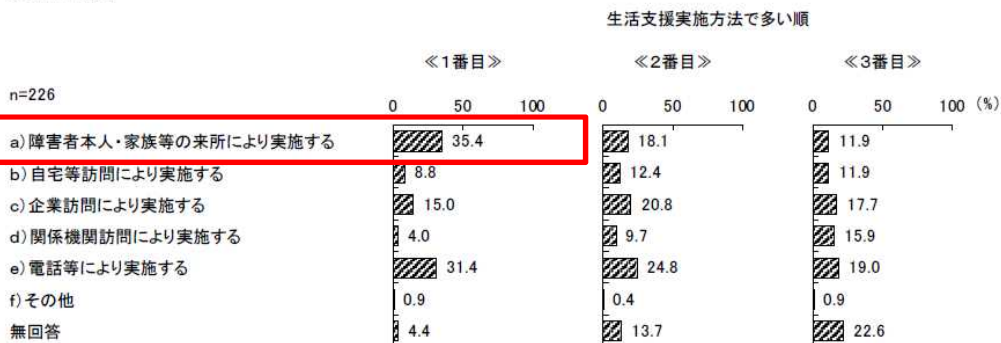 生活支援実施方法で多い順
≪1番目≫ ≪2番目≫ ≪3番目≫
n=226
0 50 100 0 50 100 0 50 100 (%)
a)障害者本人・家族等の来所により実施する 35.4 18.1 11.9
b)自宅等訪問により実施する 8.8 12.4 11.9
c)企業訪問により実施する 15.0 20.8 17.7
d)関係機関訪問により実施する 4.0 9.7 15.9
e)電話等により実施する 31.4 24.8 19.0
f)その他 0.9 0.4 0.9
無回答 4.4 13.7 22.6